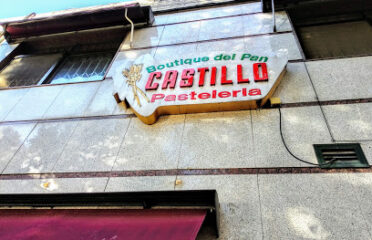 Boutique del Pan
CASTILLO
Pastelería